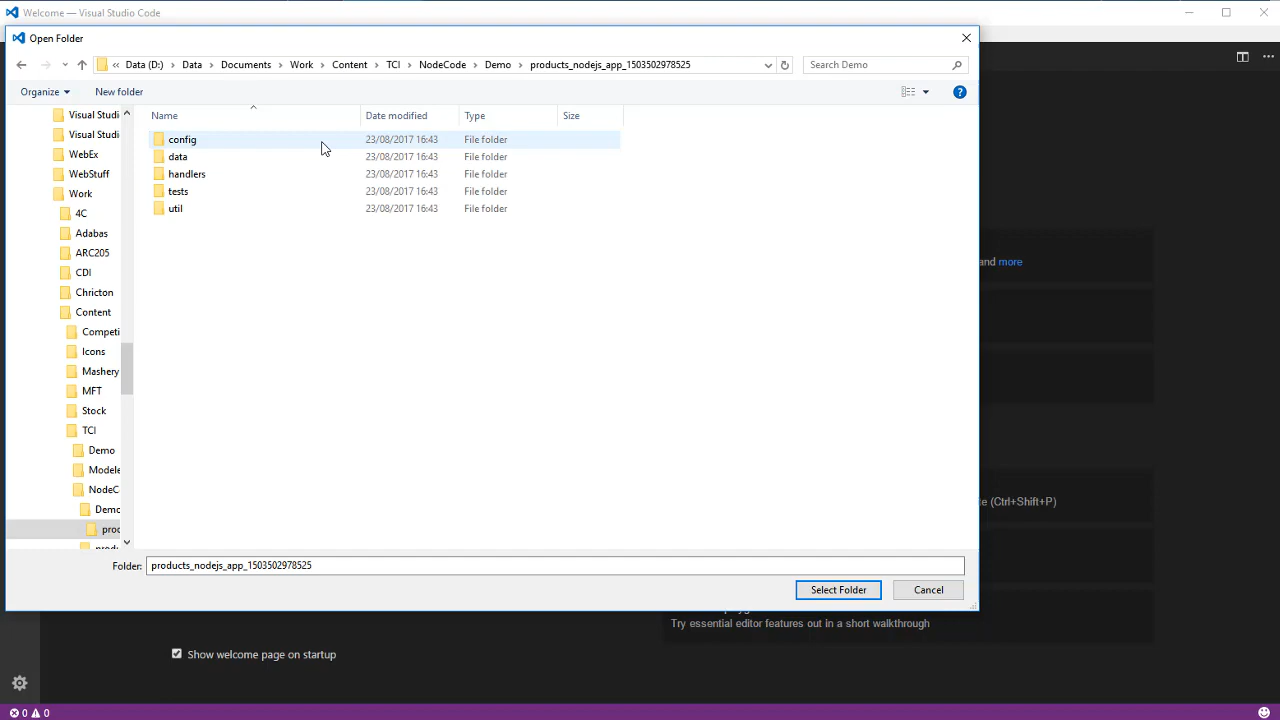 Welcome — Visual Studio Code
Open Folder
« Data (D:) › Data › Documents › Work › Content › TCI › NodeCode › Demo › products_nodejs_app_1503502978525
Search Demo
Organize
New folder
Name Date modified Type Size
config 23/08/2017 16:43 File folder
data 23/08/2017 16:43 File folder
handlers 23/08/2017 16:43 File folder
tests 23/08/2017 16:43 File folder
util 23/08/2017 16:43 File folder
Visual Studi
Visual Studi
WebEx
WebStuff
Work
4C
Adabas
ARC205
CDI
Chricton
Content
Competi
Icons
Mashery
MFT
Stock
TCI
Demo
Modele
NodeC
Demo
proc
Folder: products_nodejs_app_1503502978525
Select Folder
Cancel
and more
(Ctrl+Shift+P)
Try essential editor features out in a short walkthrough
Show welcome page on startup
0 0